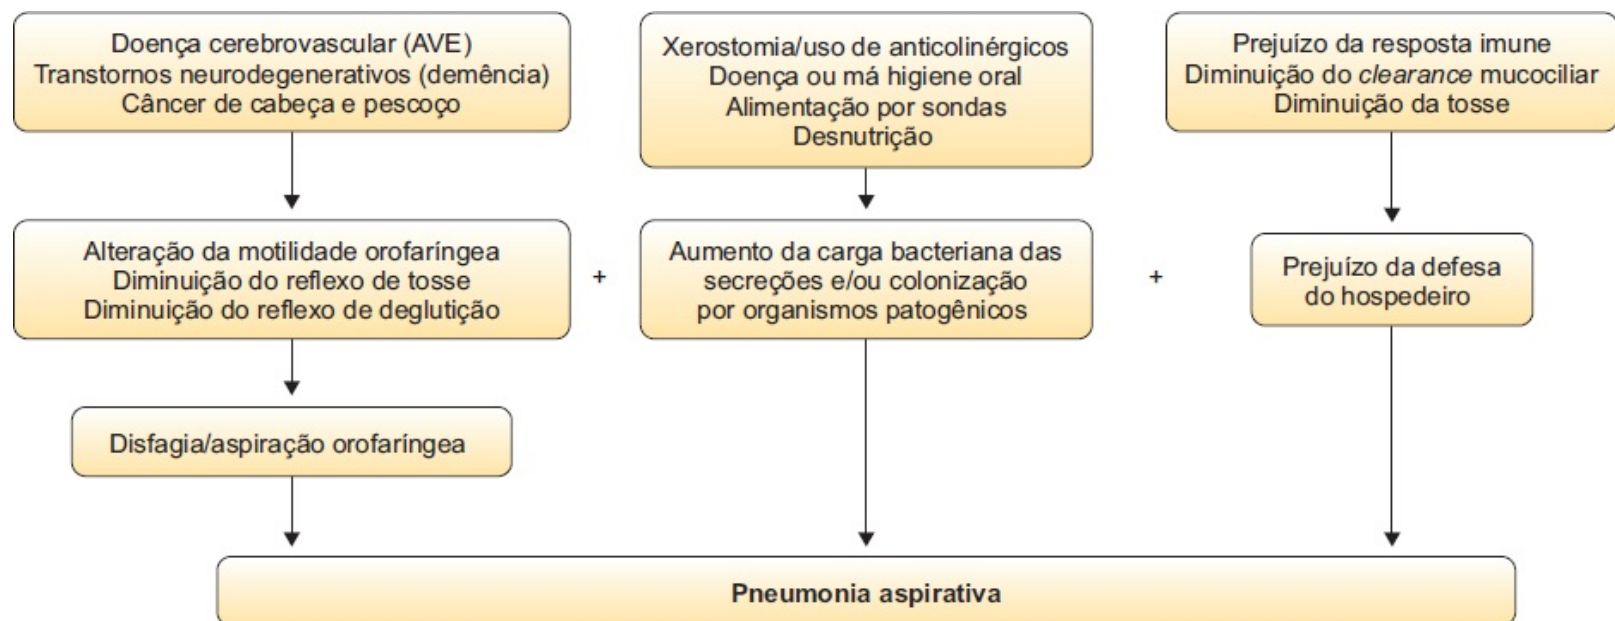 Doença cerebrovascular (AVE)
Transtornos neurodegenerativos (demência)
Câncer de cabeça e pescoço
Xerostomia/uso de anticolinérgicos
Doença ou má higiene oral
Alimentação por sondas
Desnutrição
Prejuízo da resposta imune
Diminuição do clearance mucociliar
Diminuição da tosse
Alteração da motilidade orofaríngea
Diminuição do reflexo de tosse
Diminuição do reflexo de deglutição
+
Aumento da carga bacteriana das
secreções e/ou colonização
por organismos patogênicos
+
Prejuízo da defesa
do hospedeiro
Disfagia/aspiração orofaríngea
Pneumonia aspirativa